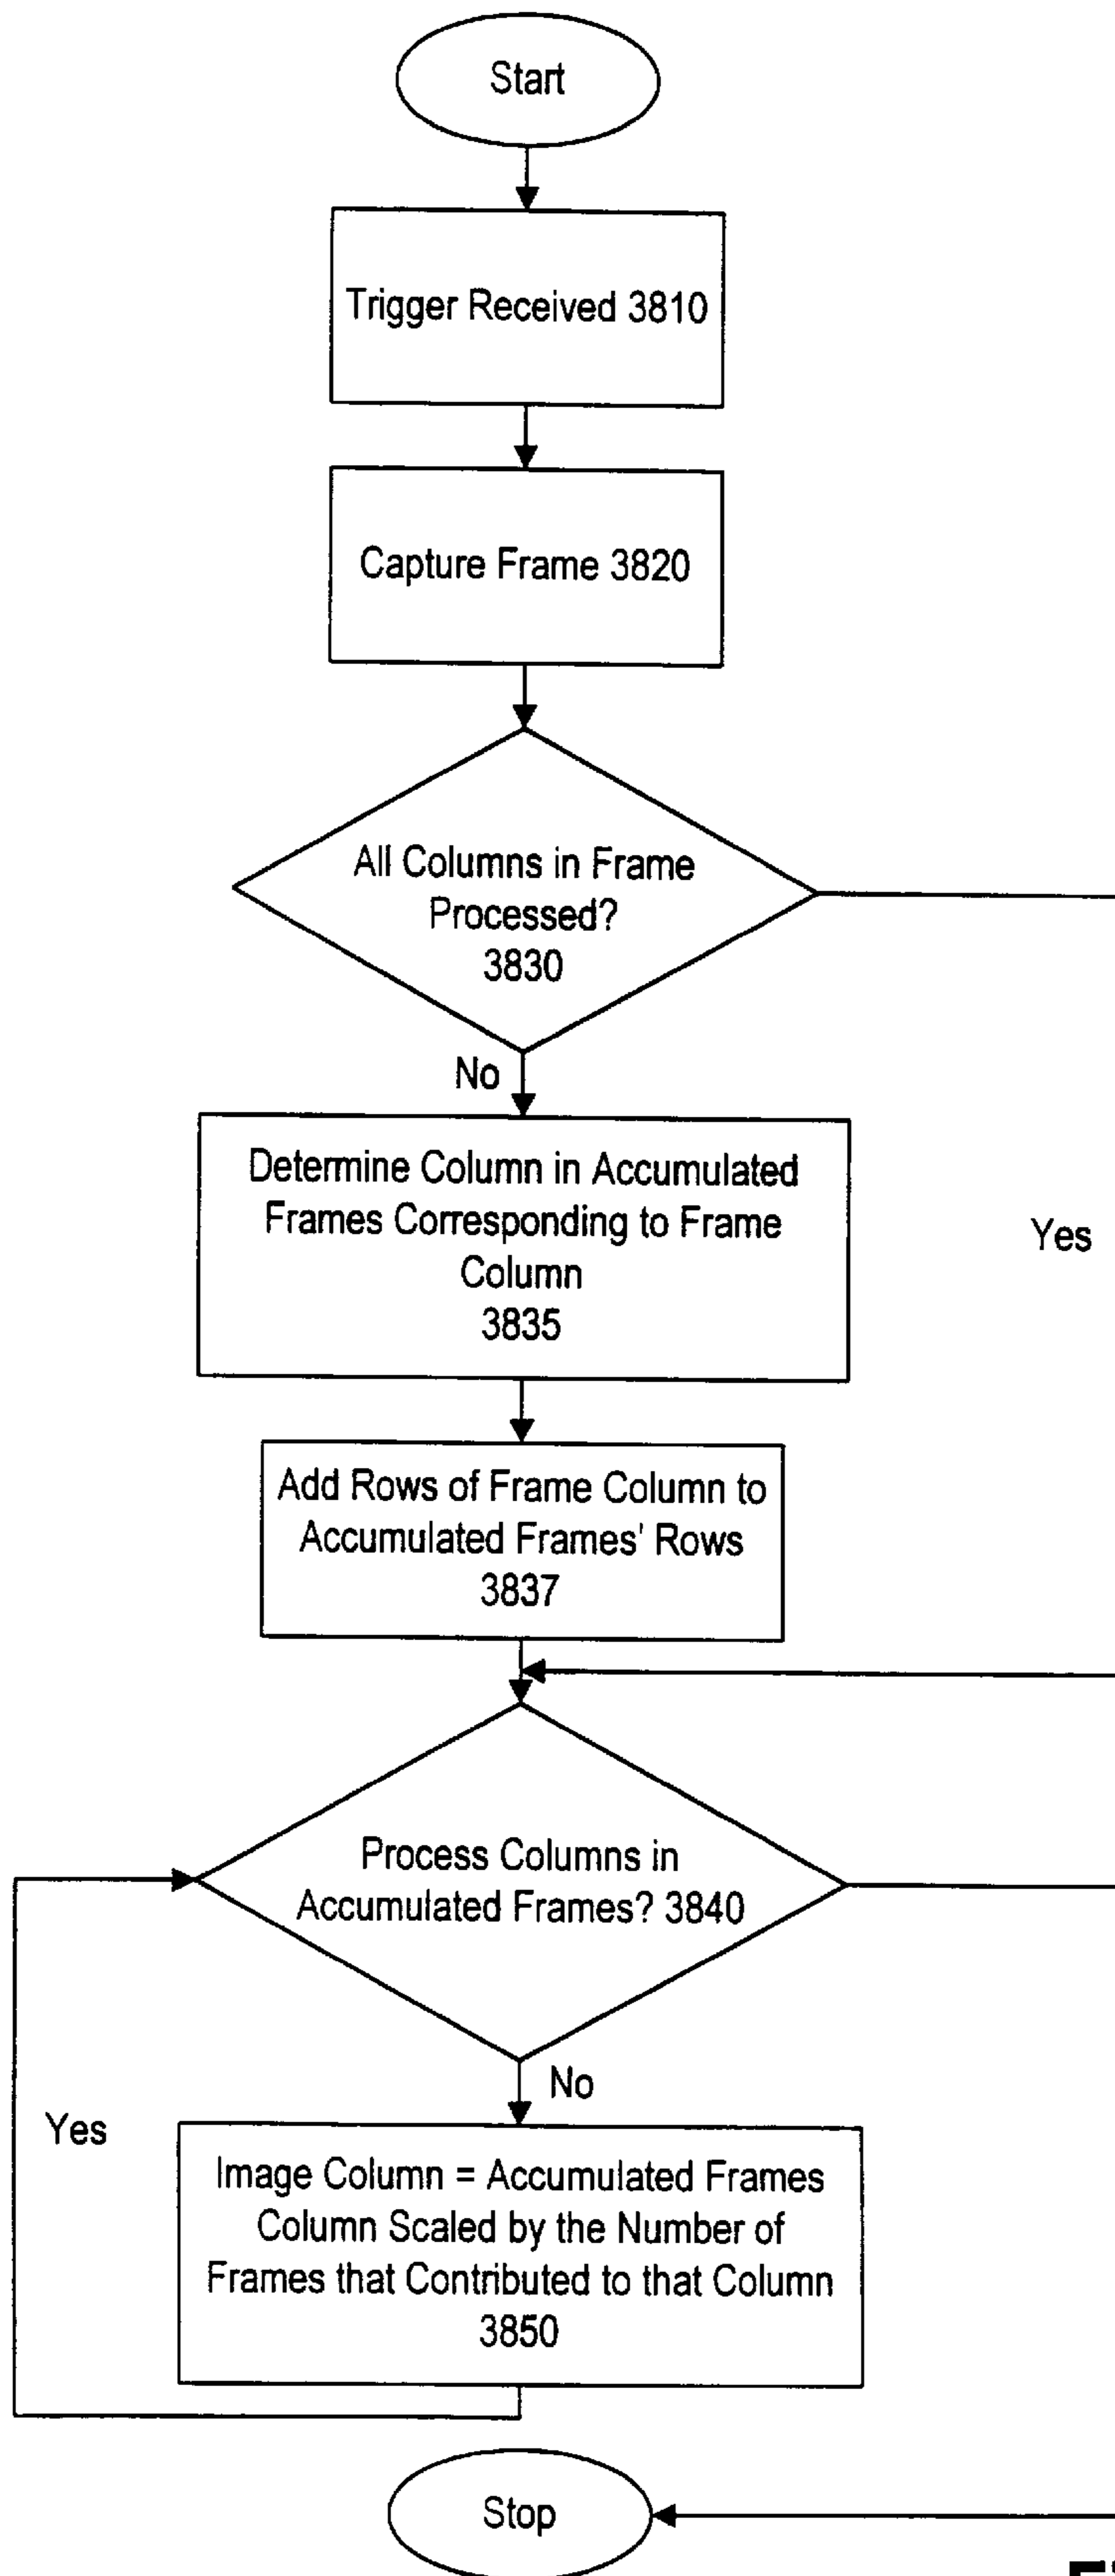 Start
Trigger Received 3810
Capture Frame 3820
All Columns in Frame
Processed?
3830
No
Determine Column in Accumulated
Frames Corresponding to Frame
Column
3835
Yes
Add Rows of Frame Column to
Accumulated Frames' Rows
3837
Process Columns in
Accumulated Frames? 3840
No
Yes
Image Column = Accumulated Frames
Column Scaled by the Number of
Frames that Contributed to that Column
3850
Stop